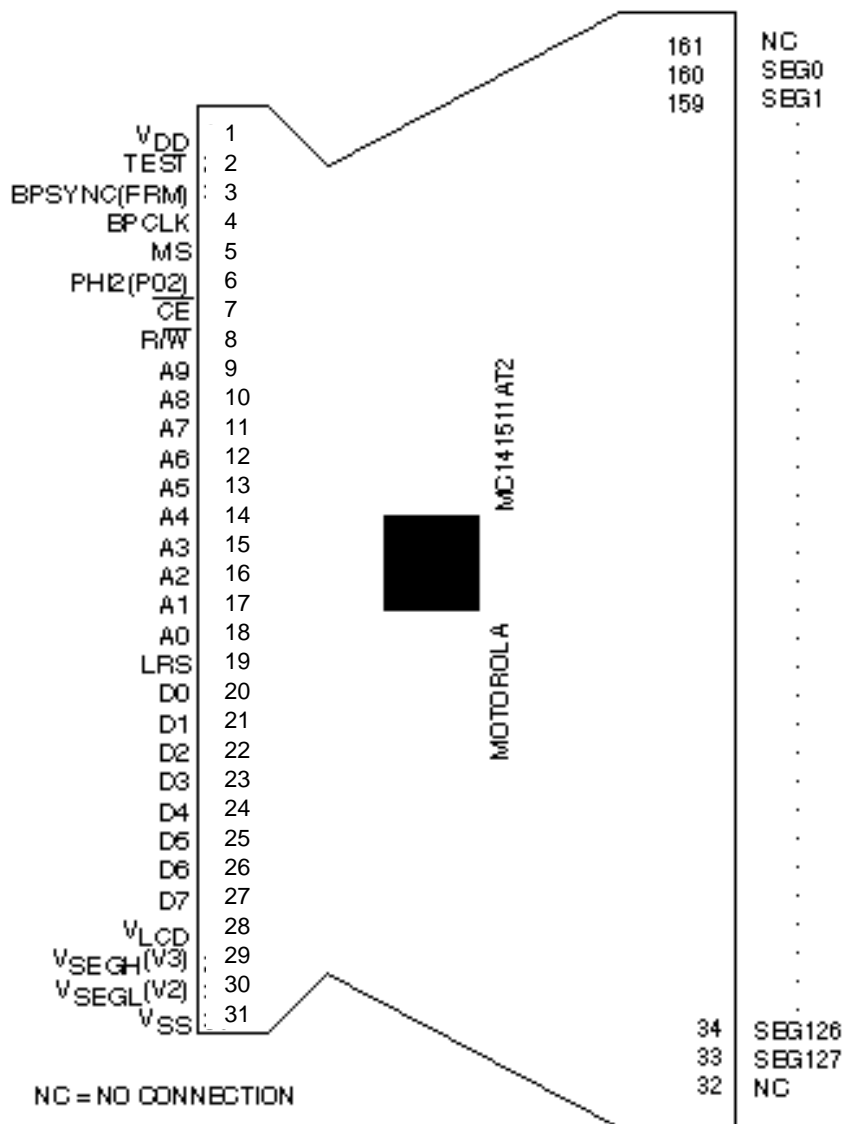 161 NC
160 SEG0
159 SEG1
VDD 1
TEST 2
BPSYNC(FRM) 3
BPCLK 4
MS 5
PHI2(P02) 6
CE 7
R/W 8
A9 9
A8 10
A7 11
A6 12
A5 13
A4 14
A3 15
A2 16
A1 17
A0 18
LRS 19
D0 20
D1 21
D2 22
D3 23
D4 24
D5 25
D6 26
D7 27
VLCD 28
VSEGH(V3) 29
VSEGL(V2) 30
VSS 31
MC141511AT2
MOTOROLA
34 SEG126
33 SEG127
32 NC
NC = NO CONNECTION